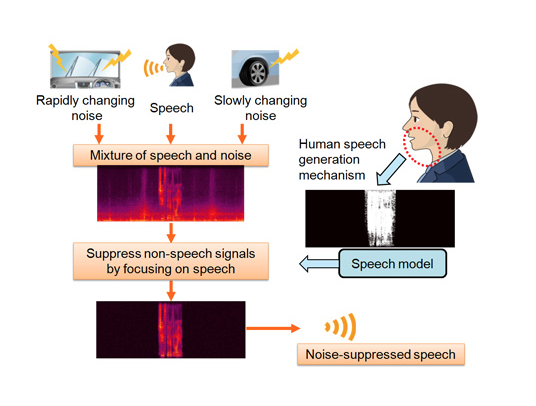 Rapidly changing
noise
Speech
Slowly changing
noise
Mixture of speech and noise
Human speech
generation
mechanism
Suppress non-speech signals
by focusing on speech
Speech model
Noise-suppressed speech